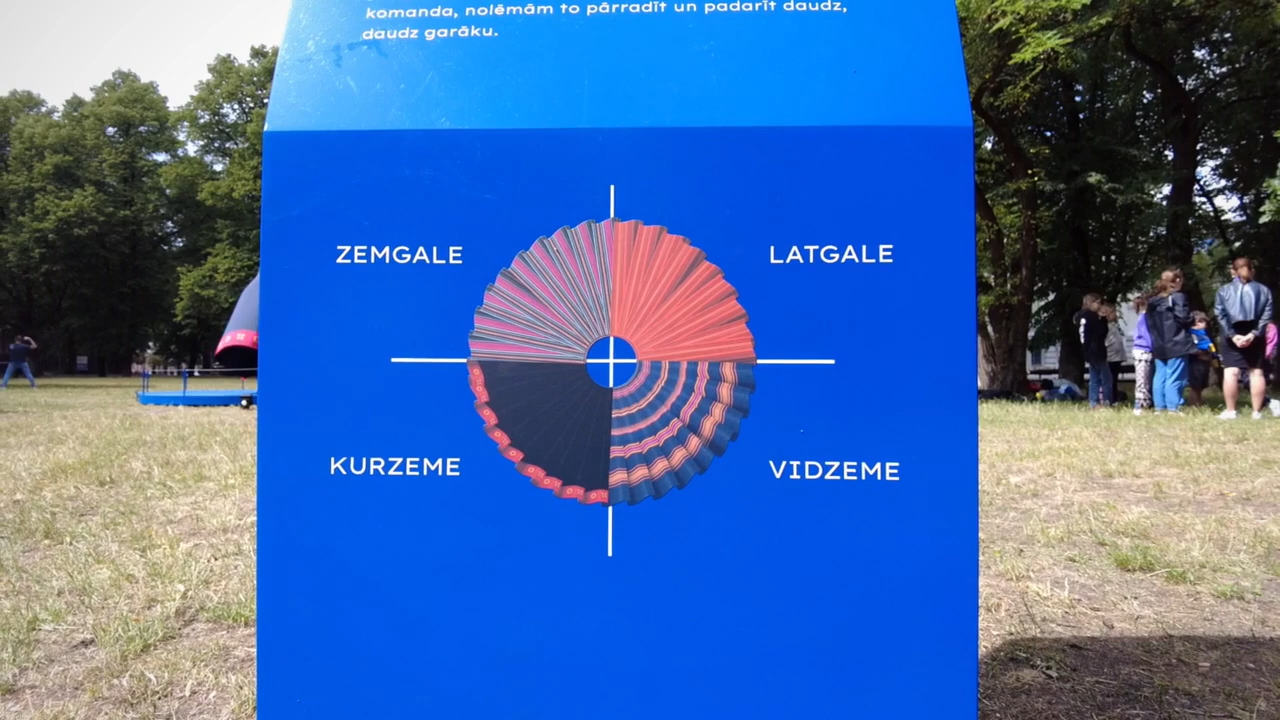 komanda, nolēmām to pārradīt un padarīt daudz,
daudz garāku.
ZEMGALE
LATGALE
KURZEME
VIDZEME